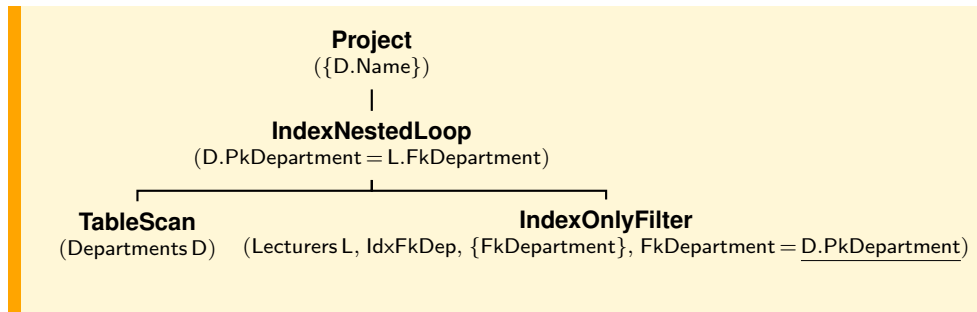 Project
({D.Name})
IndexNestedLoop
(D.PkDepartment = L.FkDepartment)
TableScan
(Departments D)
IndexOnlyFilter
(Lecturers L, IdxFkDep, {FkDepartment}, FkDepartment = D.PkDepartment)